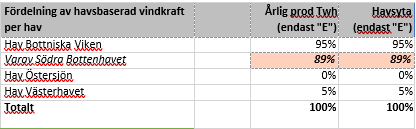 Fördelning av havsbaserad vindkraft per hav Årlig prod Twh (endast "E") Havsyta (endast "E")
Hav Bottniska Viken 95% 95%
Varav Södra Bottenhavet 89% 89%
Hav Östersjön 0% 0%
Hav Västerhavet 5% 5%
Totalt 100% 100%